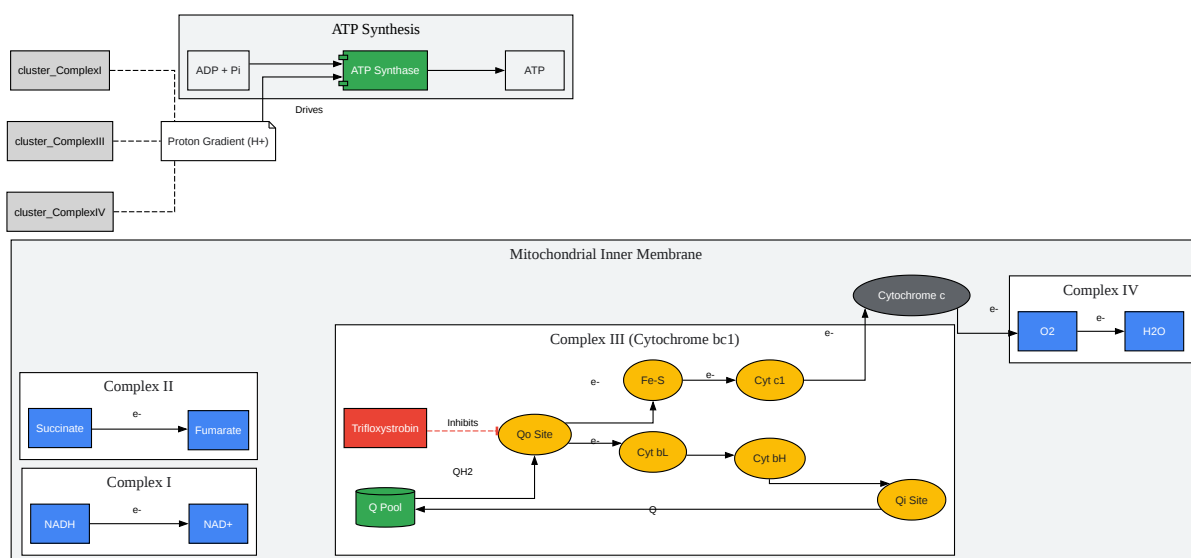 ATP Synthesis
cluster_ComplexI
ADP + Pi
ATP Synthase
ATP
Drives
cluster_ComplexIII
Proton Gradient (H+)
cluster_ComplexIV
Mitochondrial Inner Membrane
Cytochrome c
Complex IV
e-
O2
e-
H2O
Complex III (Cytochrome bc1)
e-
Fe-S
e-
e-
Cyt c1
Complex II
Succinate
e-
Fumarate
Trifloxystrobin
Inhibits
Qo Site
e-
Cyt bL
Cyt bH
QH2
Complex I
NADH
e-
NAD+
Q Pool
Q
Qi Site